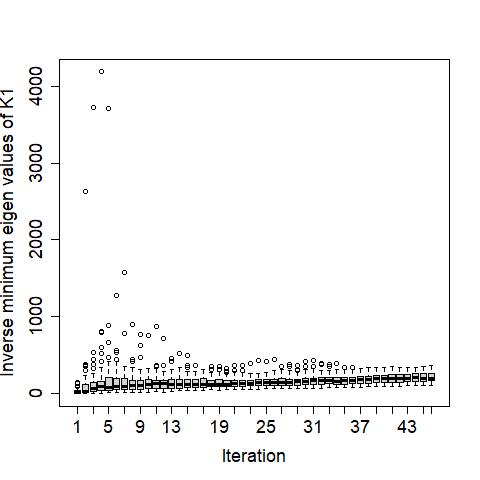 Inverse minimum eigen values of K1
4000
3000
2000
1000
0
1 5 9 13 19 25 31 37 43
Iteration